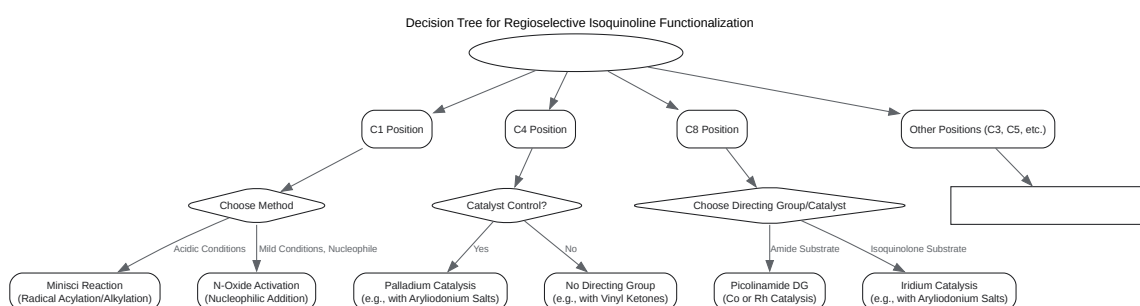 Decision Tree for Regioselective Isoquinoline Functionalization
C1 Position
C4 Position
C8 Position
Other Positions (C3, C5, etc.)
Choose Method
Catalyst Control?
Choose Directing Group/Catalyst
Acidic Conditions
Mild Conditions, Nucleophile
Yes
No
Amide Substrate
Isoquinolone Substrate
Minisci Reaction
(Radical Acylation/Alkylation)
N-Oxide Activation
(Nucleophilic Addition)
Palladium Catalysis
(e.g., with Aryliodonium Salts)
No Directing Group
(e.g., with Vinyl Ketones)
Picolinamide DG
(Co or Rh Catalysis)
Iridium Catalysis
(e.g., with Aryliodonium Salts)